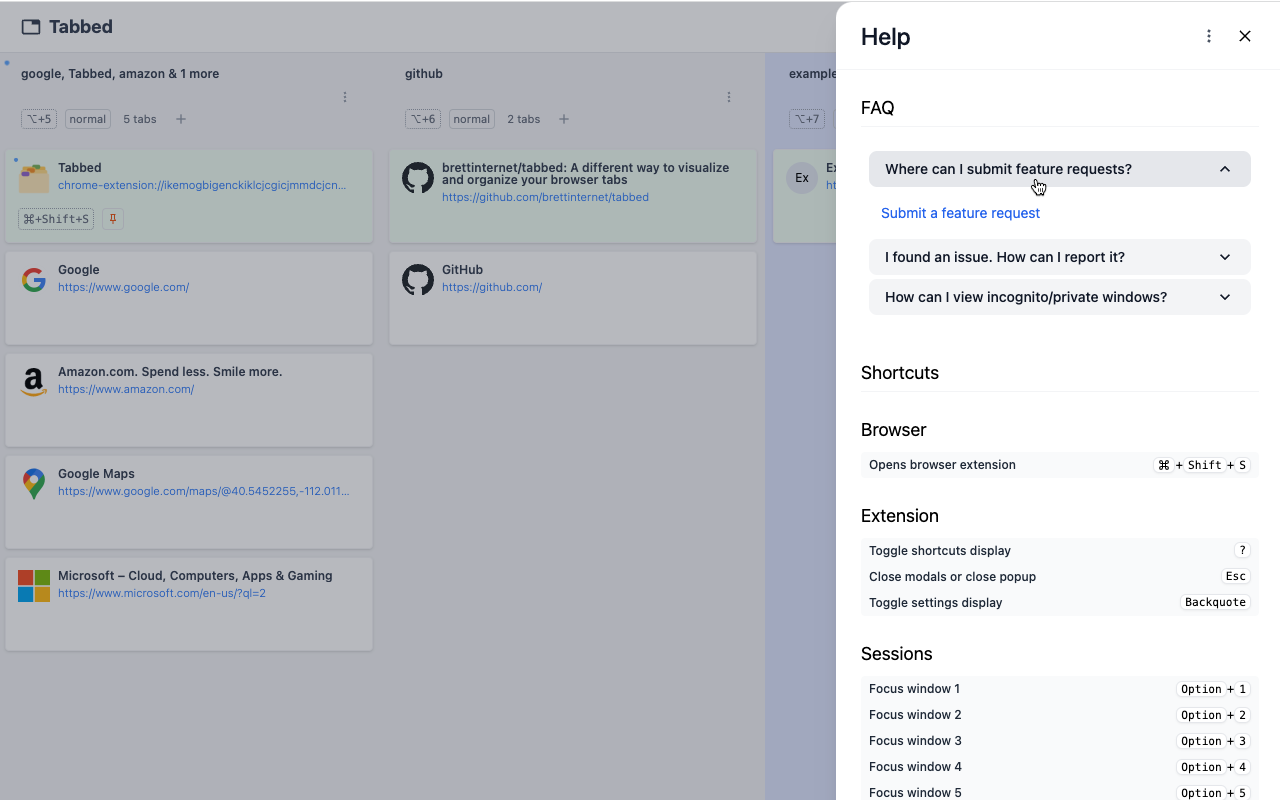 Tabbed
google, Tabbed, amazon & 1 more
⌥+5 normal 5 tabs +
Tabbed
chrome-extension://ikemogbigenckiklcjcgicjmmdcjcn...
⌘+Shift+S
Google
https://www.google.com/
Amazon.com. Spend less. Smile more.
https://www.amazon.com/
Google Maps
https://www.google.com/maps/@40.5452255,-112.011...
Microsoft – Cloud, Computers, Apps & Gaming
https://www.microsoft.com/en-us/?ql=2
github
⌥+6 normal 2 tabs +
brettinternet/tabbed: A different way to visualize
and organize your browser tabs
https://github.com/brettinternet/tabbed
GitHub
https://github.com/
example
⌥+7
Ex
Help
FAQ
Where can I submit feature requests?
Submit a feature request
I found an issue. How can I report it?
How can I view incognito/private windows?
Shortcuts
Browser
Opens browser extension ⌘ + Shift + S
Extension
Toggle shortcuts display ?
Close modals or close popup Esc
Toggle settings display Backquote
Sessions
Focus window 1 Option + 1
Focus window 2 Option + 2
Focus window 3 Option + 3
Focus window 4 Option + 4
Focus window 5 Option + 5